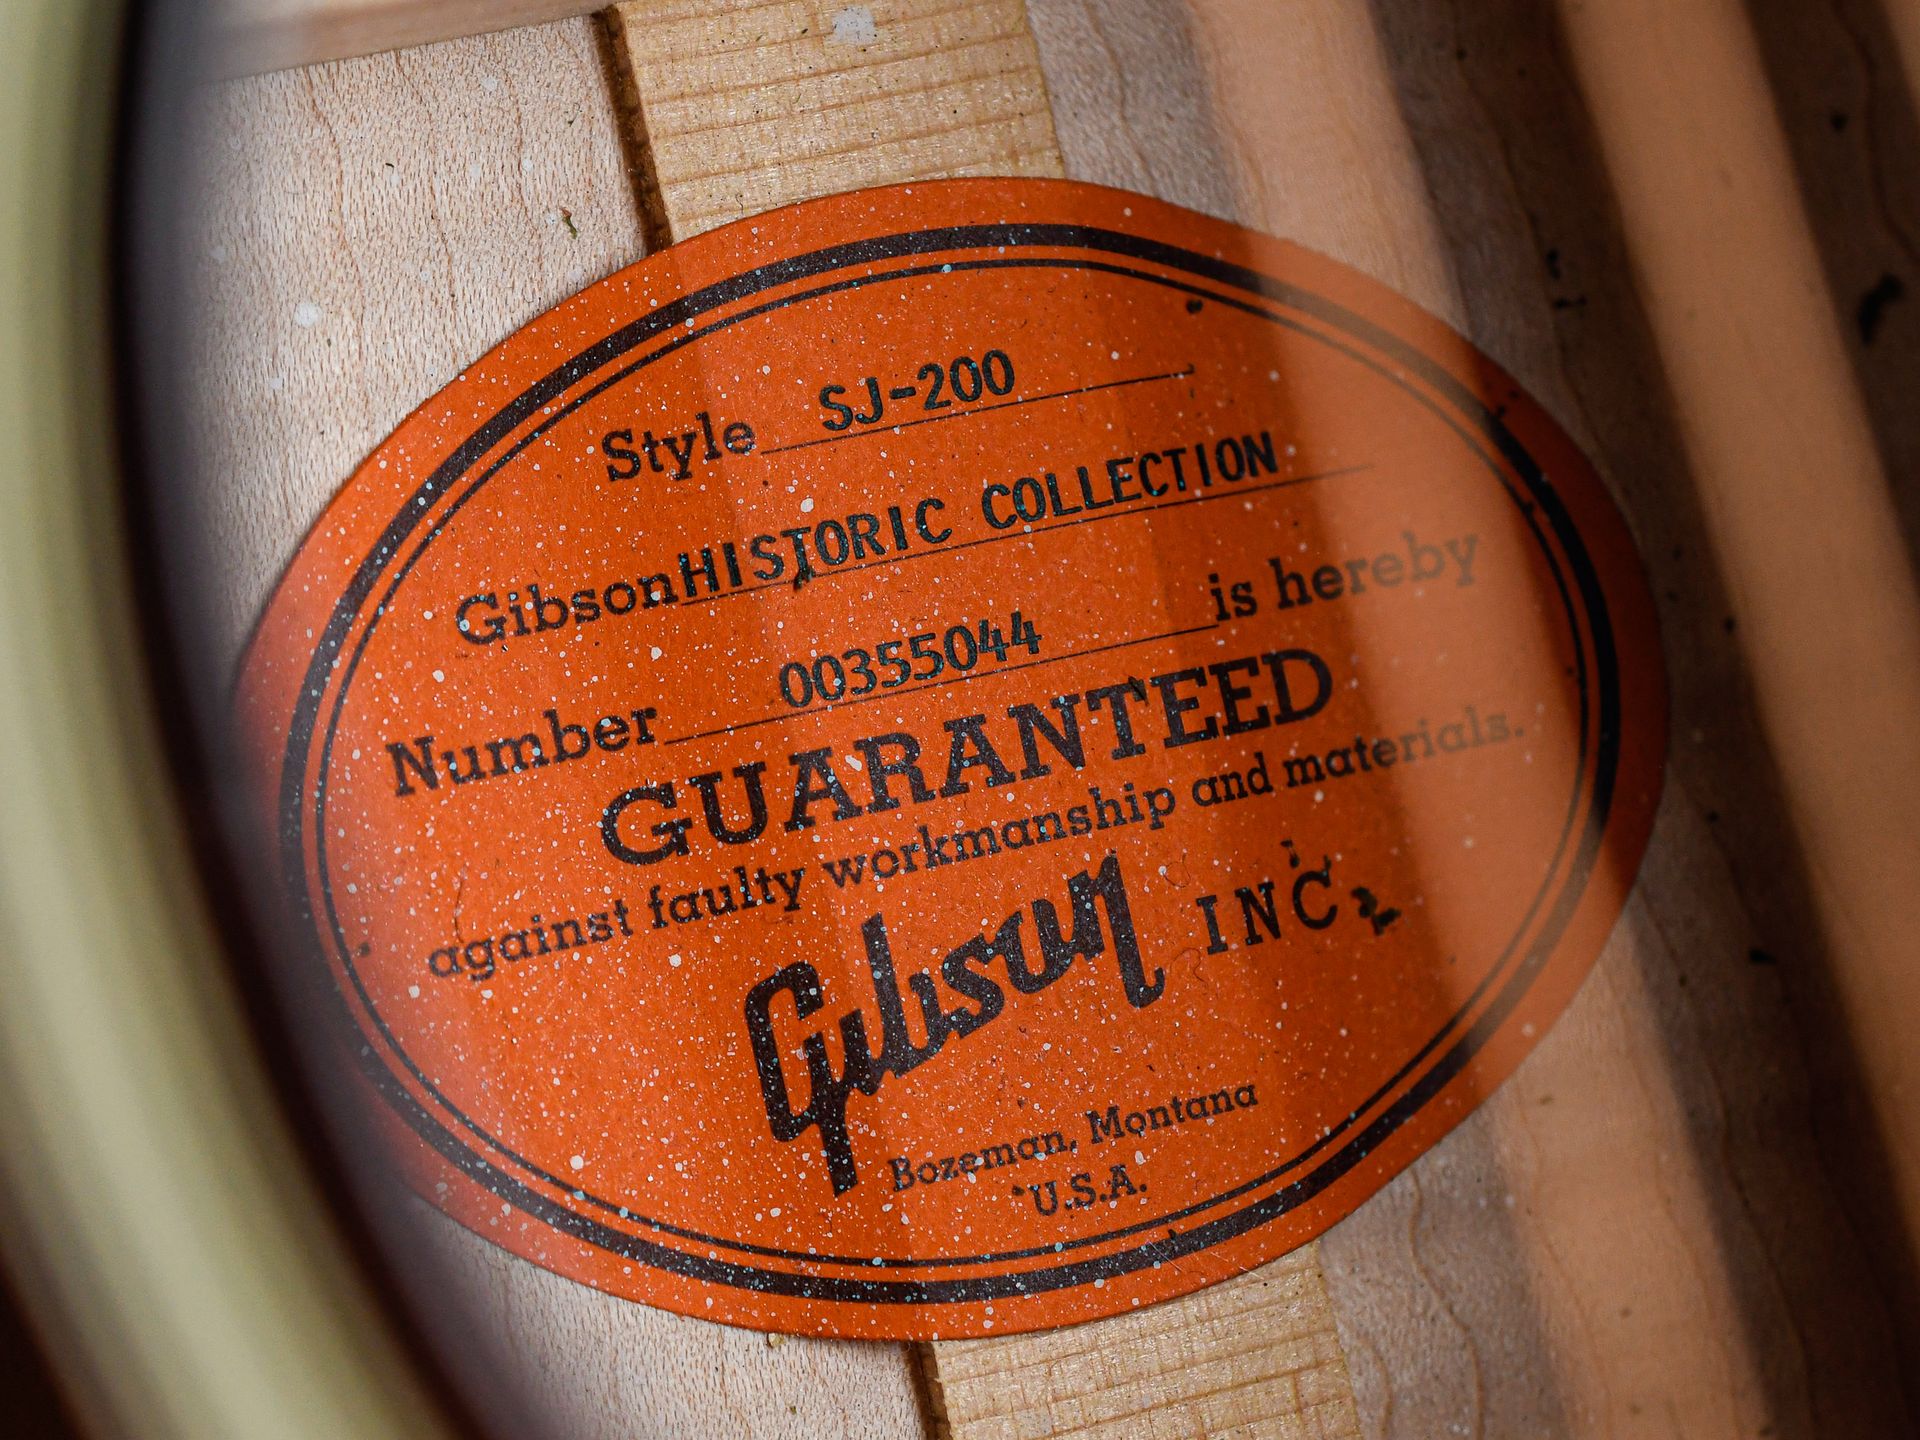 Style SJ-200
Gibson HISTORIC COLLECTION
Number 00355044 is hereby
GUARANTEED
against faulty workmanship and materials.
Gibson INC.
Bozeman, Montana
U.S.A.